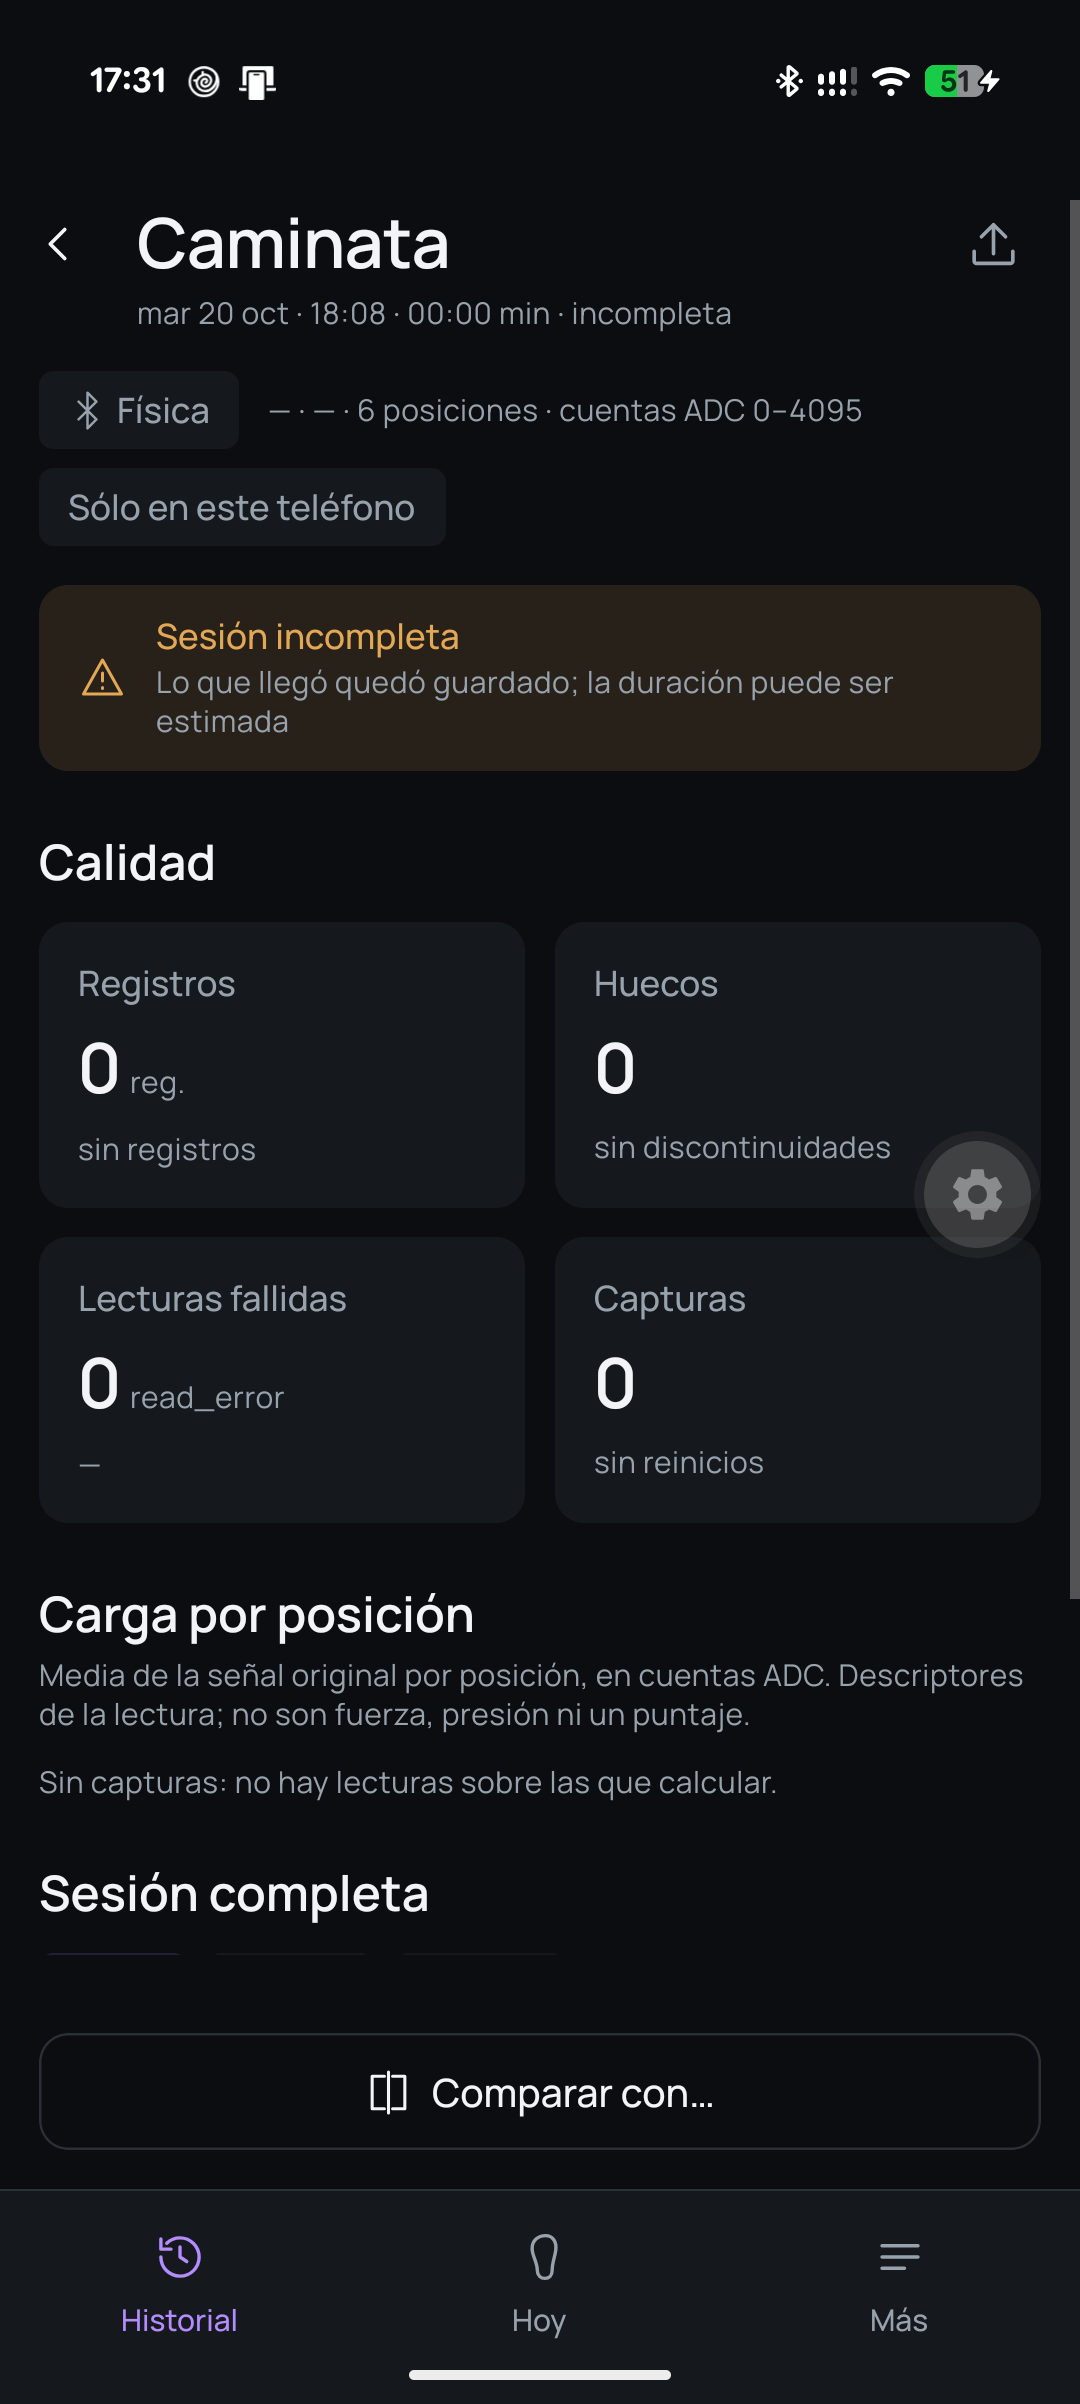 17:31
51
Caminata
mar 20 oct · 18:08 · 00:00 min · incompleta
Física
— · — · 6 posiciones · cuentas ADC 0–4095
Sólo en este teléfono
Sesión incompleta
Lo que llegó quedó guardado; la duración puede ser
estimada
Calidad
Registros
0 reg.
sin registros
Huecos
0
sin discontinuidades
Lecturas fallidas
0 read_error
—
Capturas
0
sin reinicios
Carga por posición
Media de la señal original por posición, en cuentas ADC. Descriptores
de la lectura; no son fuerza, presión ni un puntaje.
Sin capturas: no hay lecturas sobre las que calcular.
Sesión completa
Comparar con...
Historial
Hoy
Más